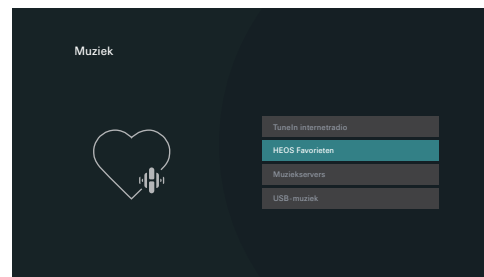 Muziek
TuneIn internetradio
HEOS Favorieten
Muziekservers
USB-muziek